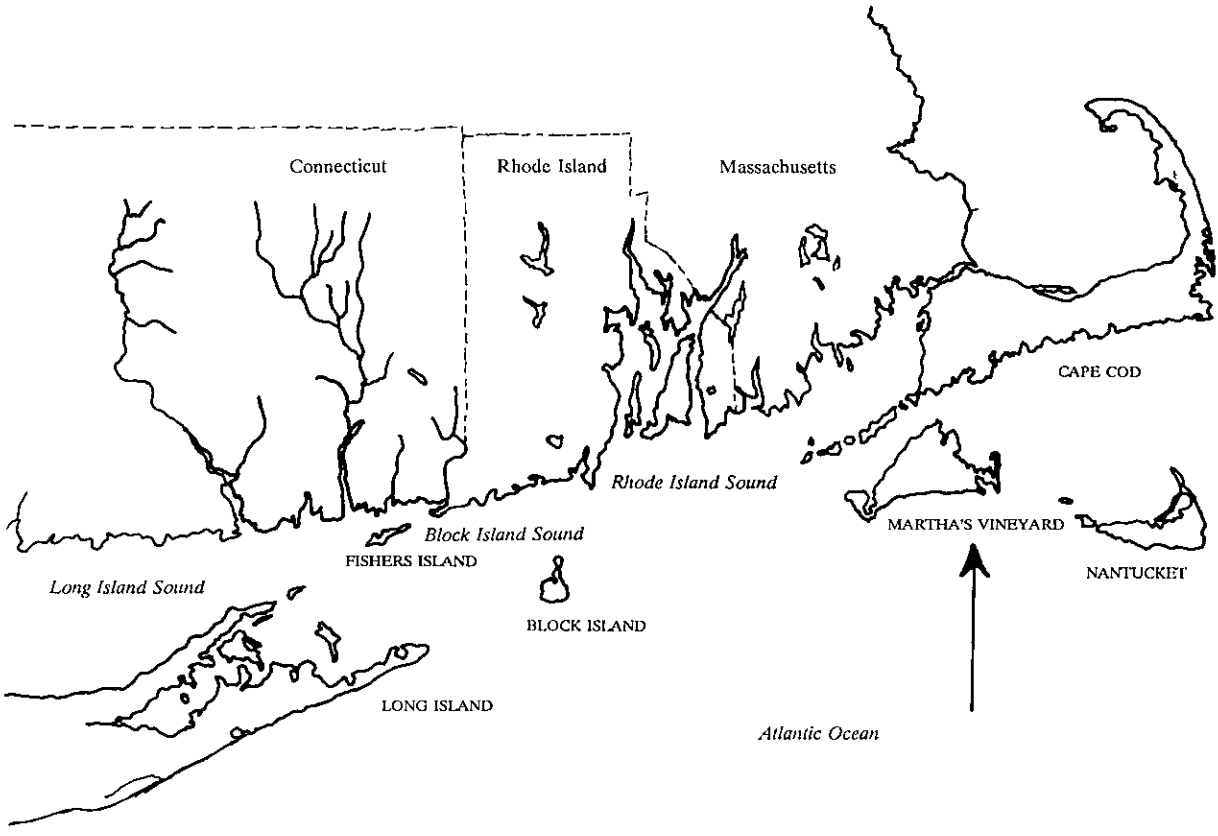 Connecticut
Rhode Island
Massachusetts
CAPE COD
Rhode Island Sound
MARTHA'S VINEYARD
Block Island Sound
FISHERS ISLAND
NANTUCKET
Long Island Sound
BLOCK ISLAND
LONG ISLAND
Atlantic Ocean